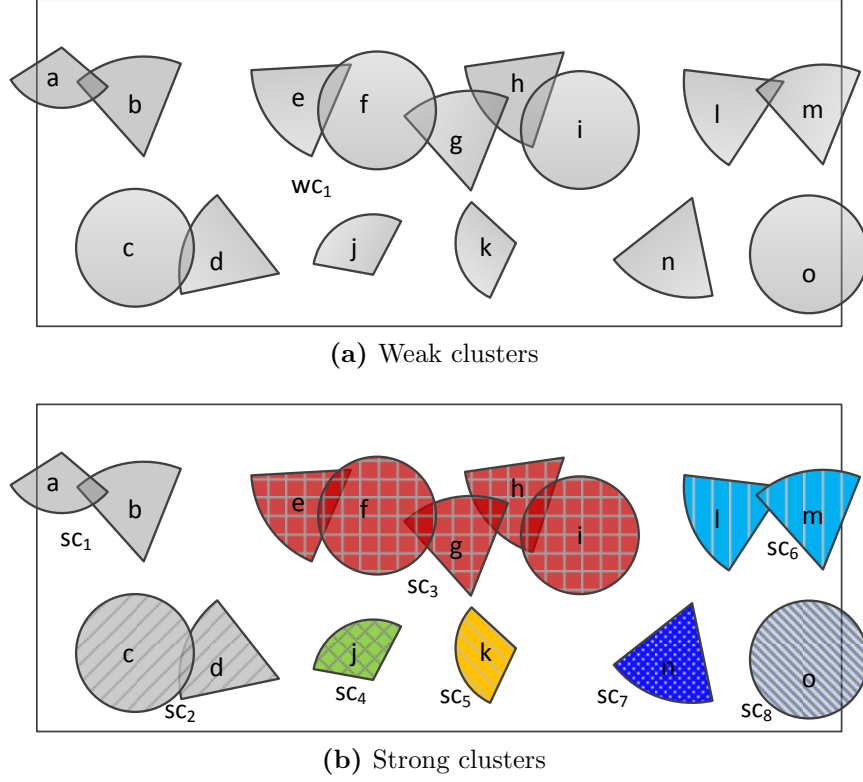 a
b
e
f
g
h
i
l
m
wc1
c
d
j
k
n
o
(a) Weak clusters
a
b
sc1
e
f
g
h
i
sc3
l
m
sc6
c
d
sc2
j
sc4
k
sc5
n
sc7
o
sc8
(b) Strong clusters